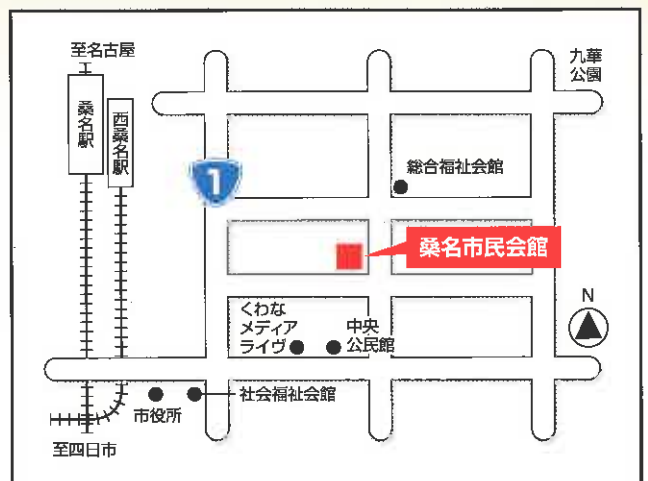 至名古屋
桑名駅
西桑名駅
九華
公園
1
総合福祉会館
桑名市民会館
くわな
メディア
ライヴ
中央
公民館
N
社会福祉会館
市役所
至四日市